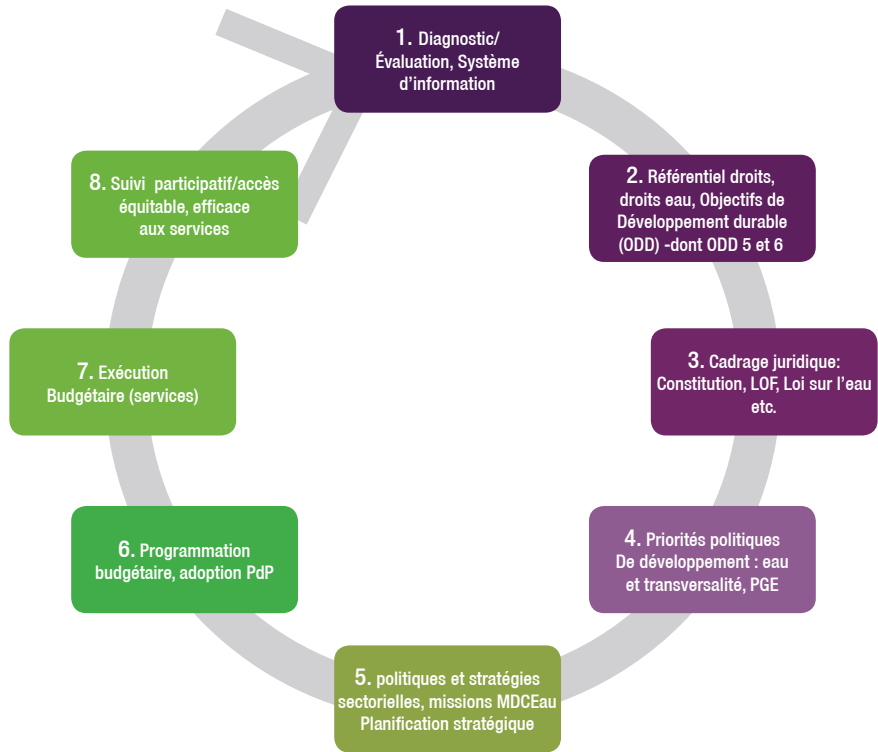 1. Diagnostic/
Évaluation, Système
d'information
2. Référentiel droits,
droits eau, Objectifs de
Développement durable
(ODD) -dont ODD 5 et 6
3. Cadrage juridique:
Constitution, LOF, Loi sur l'eau
etc.
4. Priorités politiques
De développement : eau
et transversalité, PGE
5. politiques et stratégies
sectorielles, missions MDCEau
Planification stratégique
6. Programmation
budgétaire, adoption PdP
7. Exécution
Budgétaire (services)
8. Suivi participatif/accès
équitable, efficace
aux services